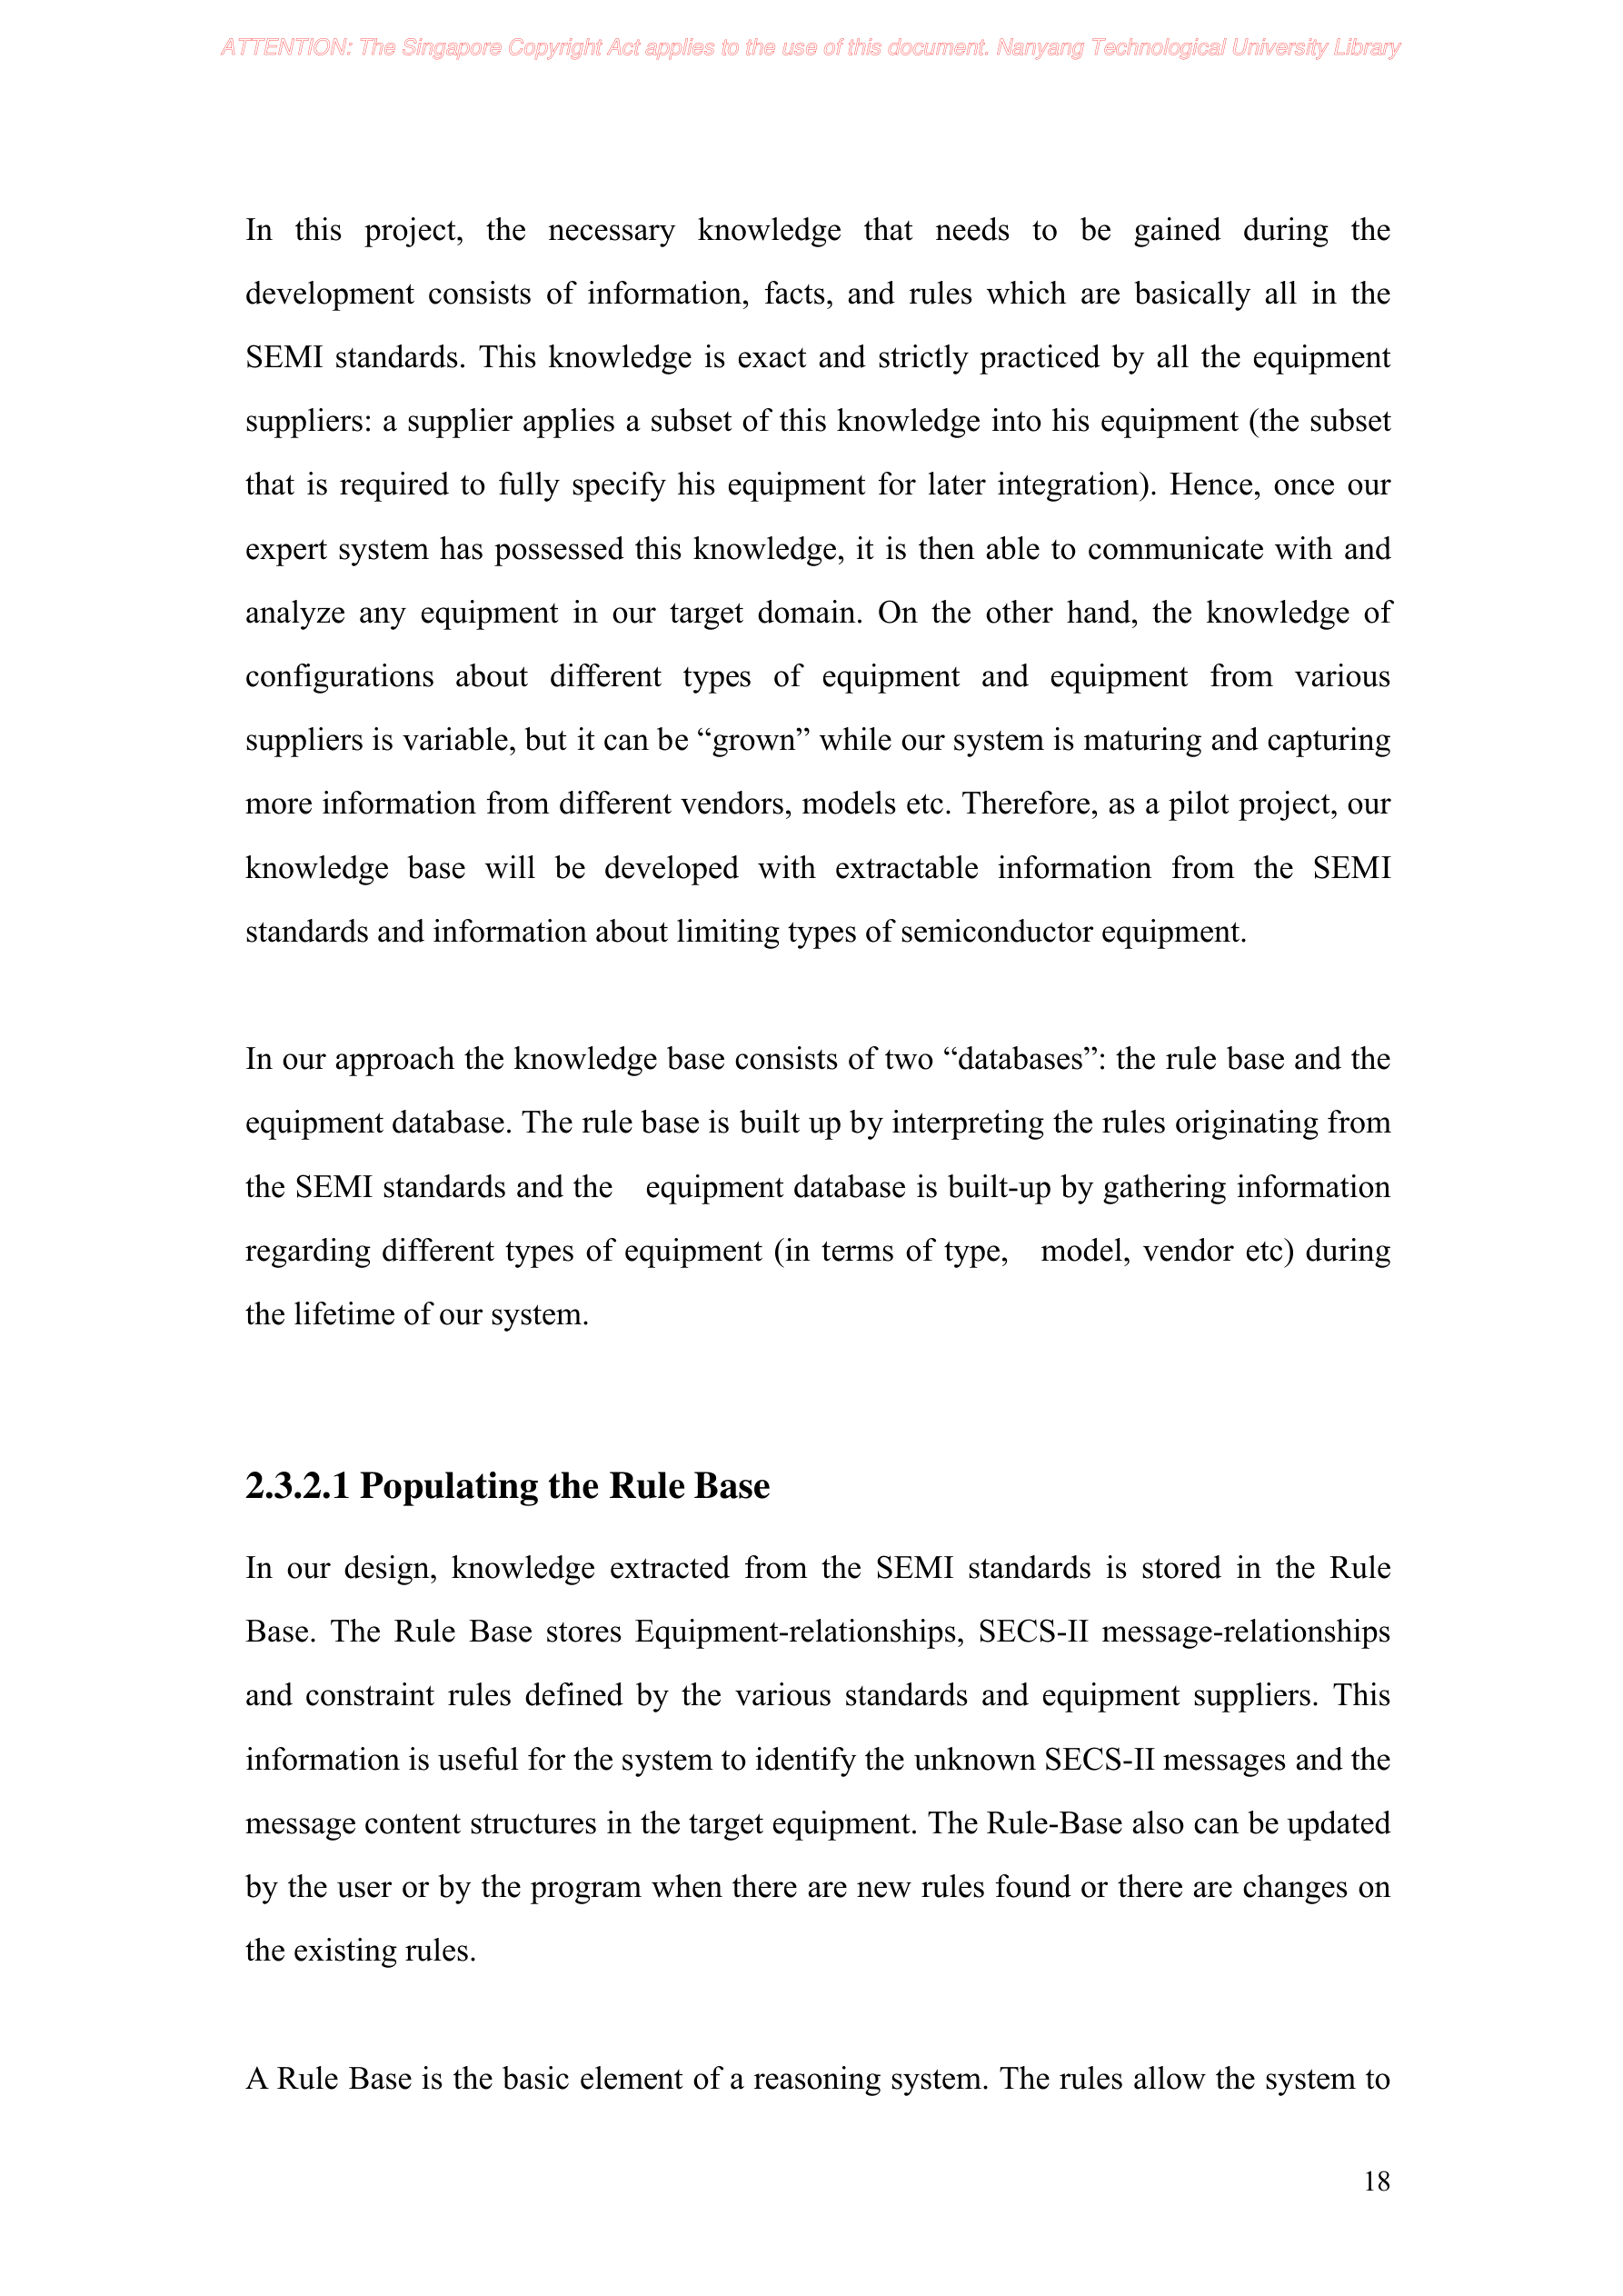 ATTENTION: The Singapore Copyright Act applies to the use of this document. Nanyang Technological University Library
In this project, the necessary knowledge that needs to be gained during the
development consists of information, facts, and rules which are basically all in the
SEMI standards. This knowledge is exact and strictly practiced by all the equipment
suppliers: a supplier applies a subset of this knowledge into his equipment (the subset
that is required to fully specify his equipment for later integration). Hence, once our
expert system has possessed this knowledge, it is then able to communicate with and
analyze any equipment in our target domain. On the other hand, the knowledge of
configurations about different types of equipment and equipment from various
suppliers is variable, but it can be “grown” while our system is maturing and capturing
more information from different vendors, models etc. Therefore, as a pilot project, our
knowledge base will be developed with extractable information from the SEMI
standards and information about limiting types of semiconductor equipment.
In our approach the knowledge base consists of two “databases”: the rule base and the
equipment database. The rule base is built up by interpreting the rules originating from
the SEMI standards and the equipment database is built-up by gathering information
regarding different types of equipment (in terms of type, model, vendor etc) during
the lifetime of our system.
2.3.2.1 Populating the Rule Base
In our design, knowledge extracted from the SEMI standards is stored in the Rule
Base. The Rule Base stores Equipment-relationships, SECS-II message-relationships
and constraint rules defined by the various standards and equipment suppliers. This
information is useful for the system to identify the unknown SECS-II messages and the
message content structures in the target equipment. The Rule-Base also can be updated
by the user or by the program when there are new rules found or there are changes on
the existing rules.
A Rule Base is the basic element of a reasoning system. The rules allow the system to
18